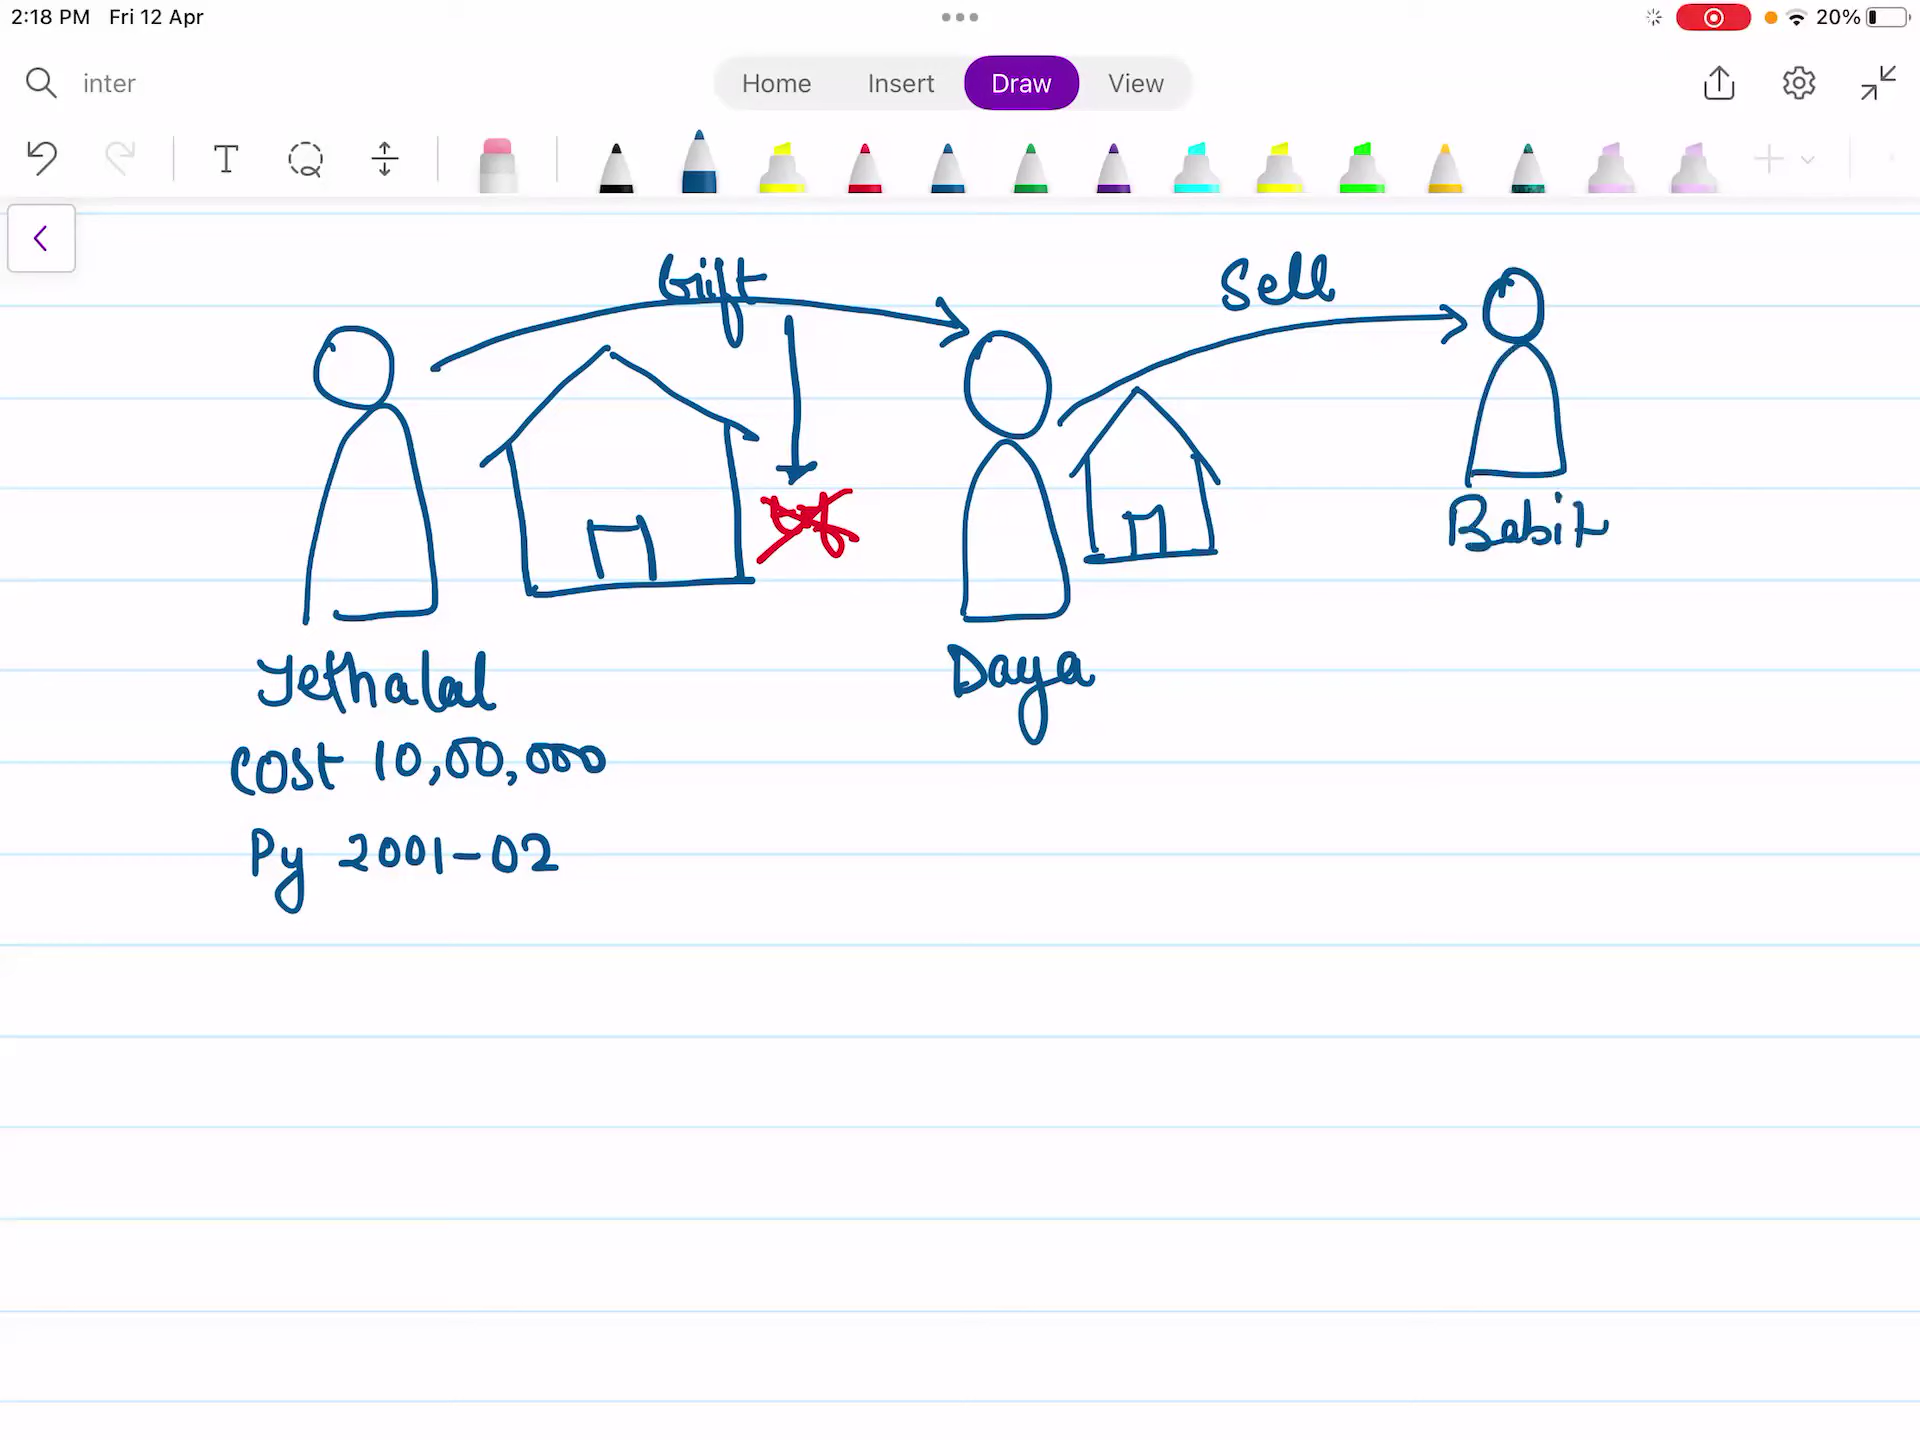 2:18 PM Fri 12 Apr
20%
inter
Home Insert Draw View
T
Gift
Sell
Babit
Jethalal
Daya
Cost 10,00,000
Py 2001-02